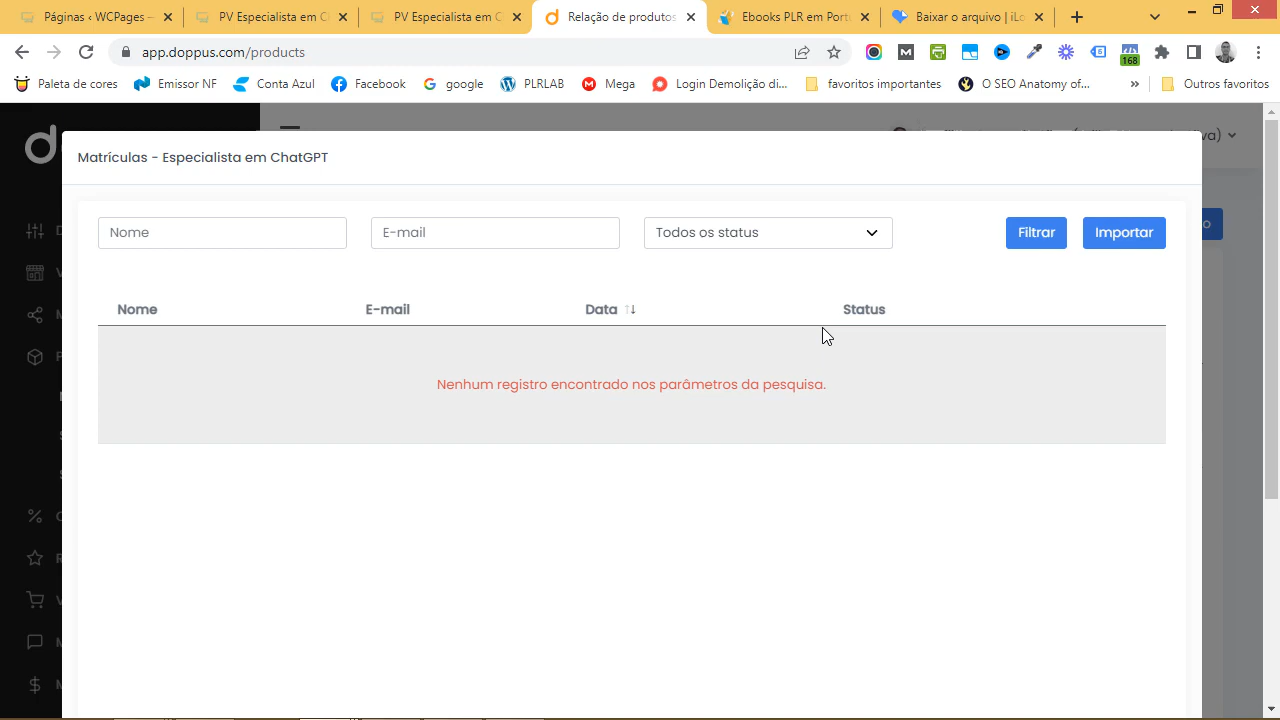 Páginas ‹ WCPages –
PV Especialista em C
PV Especialista em C
Relação de produtos
Ebooks PLR em Port
Baixar o arquivo | iLo
app.doppus.com/products
168
Paleta de cores
Emissor NF
Conta Azul
Facebook
google
PLRLAB
Mega
Login Demolição di...
favoritos importantes
O SEO Anatomy of...
»
Outros favoritos
Matrículas - Especialista em ChatGPT
Nome
E-mail
Todos os status
Filtrar
Importar
Nome
E-mail
Data
Status
Nenhum registro encontrado nos parâmetros da pesquisa.